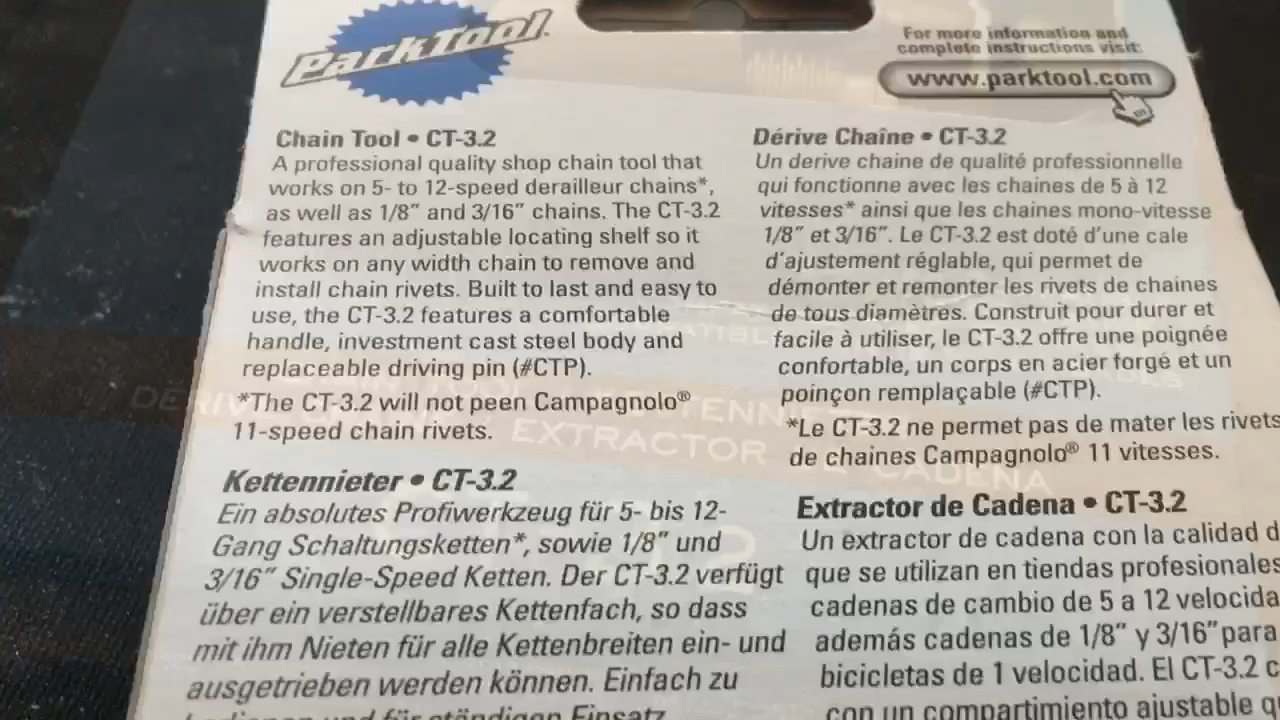 ParkTool
For more information and
complete instructions visit:
www.parktool.com
Chain Tool • CT-3.2
A professional quality shop chain tool that
works on 5- to 12-speed derailleur chains*,
as well as 1/8” and 3/16” chains. The CT-3.2
features an adjustable locating shelf so it
works on any width chain to remove and
install chain rivets. Built to last and easy to
use, the CT-3.2 features a comfortable
handle, investment cast steel body and
replaceable driving pin (#CTP).
*The CT-3.2 will not peen Campagnolo®
11-speed chain rivets.
Dérive Chaîne • CT-3.2
Un derive chaine de qualité professionnelle
qui fonctionne avec les chaines de 5 à 12
vitesses* ainsi que les chaines mono-vitesse
1/8” et 3/16”. Le CT-3.2 est doté d’une cale
d’ajustement réglable, qui permet de
démonter et remonter les rivets de chaines
de tous diamètres. Construit pour durer et
facile à utiliser, le CT-3.2 offre une poignée
confortable, un corps en acier forgé et un
poinçon remplaçable (#CTP).
*Le CT-3.2 ne permet pas de mater les rivets
de chaines Campagnolo® 11 vitesses.
Kettennieter • CT-3.2
Ein absolutes Profiwerkzeug für 5- bis 12-
Gang Schaltungsketten*, sowie 1/8” und
3/16” Single-Speed Ketten. Der CT-3.2 verfügt
über ein verstellbares Kettenfach, so dass
mit ihm Nieten für alle Kettenbreiten ein- und
ausgetrieben werden können. Einfach zu
bedienen und für ständigen Einsatz
Extractor de Cadena • CT-3.2
Un extractor de cadena con la calidad d
que se utilizan en tiendas profesionales
cadenas de cambio de 5 a 12 velocida
además cadenas de 1/8” y 3/16” para
bicicletas de 1 velocidad. El CT-3.2 c
con un compartimiento ajustable q
EXTRACTOR DE CADENA